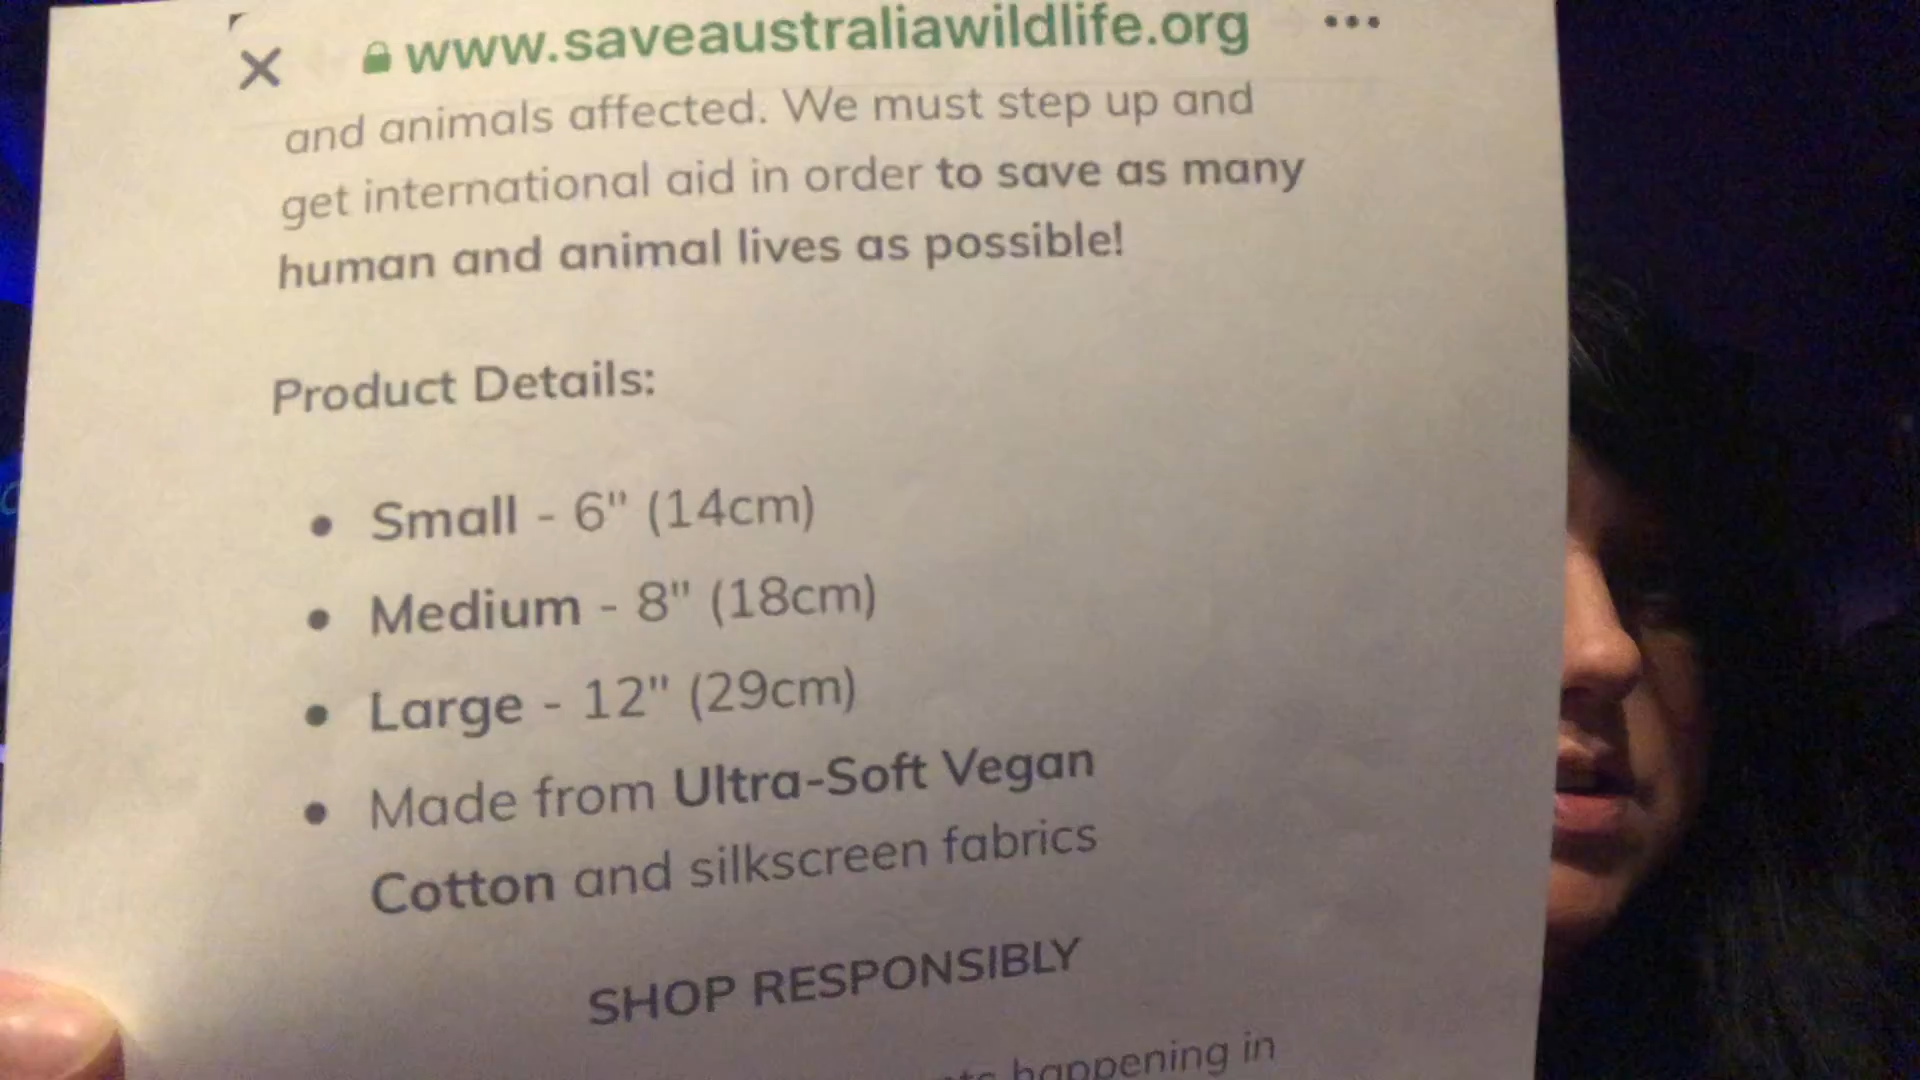 www.saveaustraliawildlife.org
and animals affected. We must step up and
get international aid in order to save as many
human and animal lives as possible!
Product Details:
• Small - 6" (14cm)
• Medium - 8" (18cm)
• Large - 12" (29cm)
• Made from Ultra-Soft Vegan
Cotton and silkscreen fabrics
SHOP RESPONSIBLY
happening in